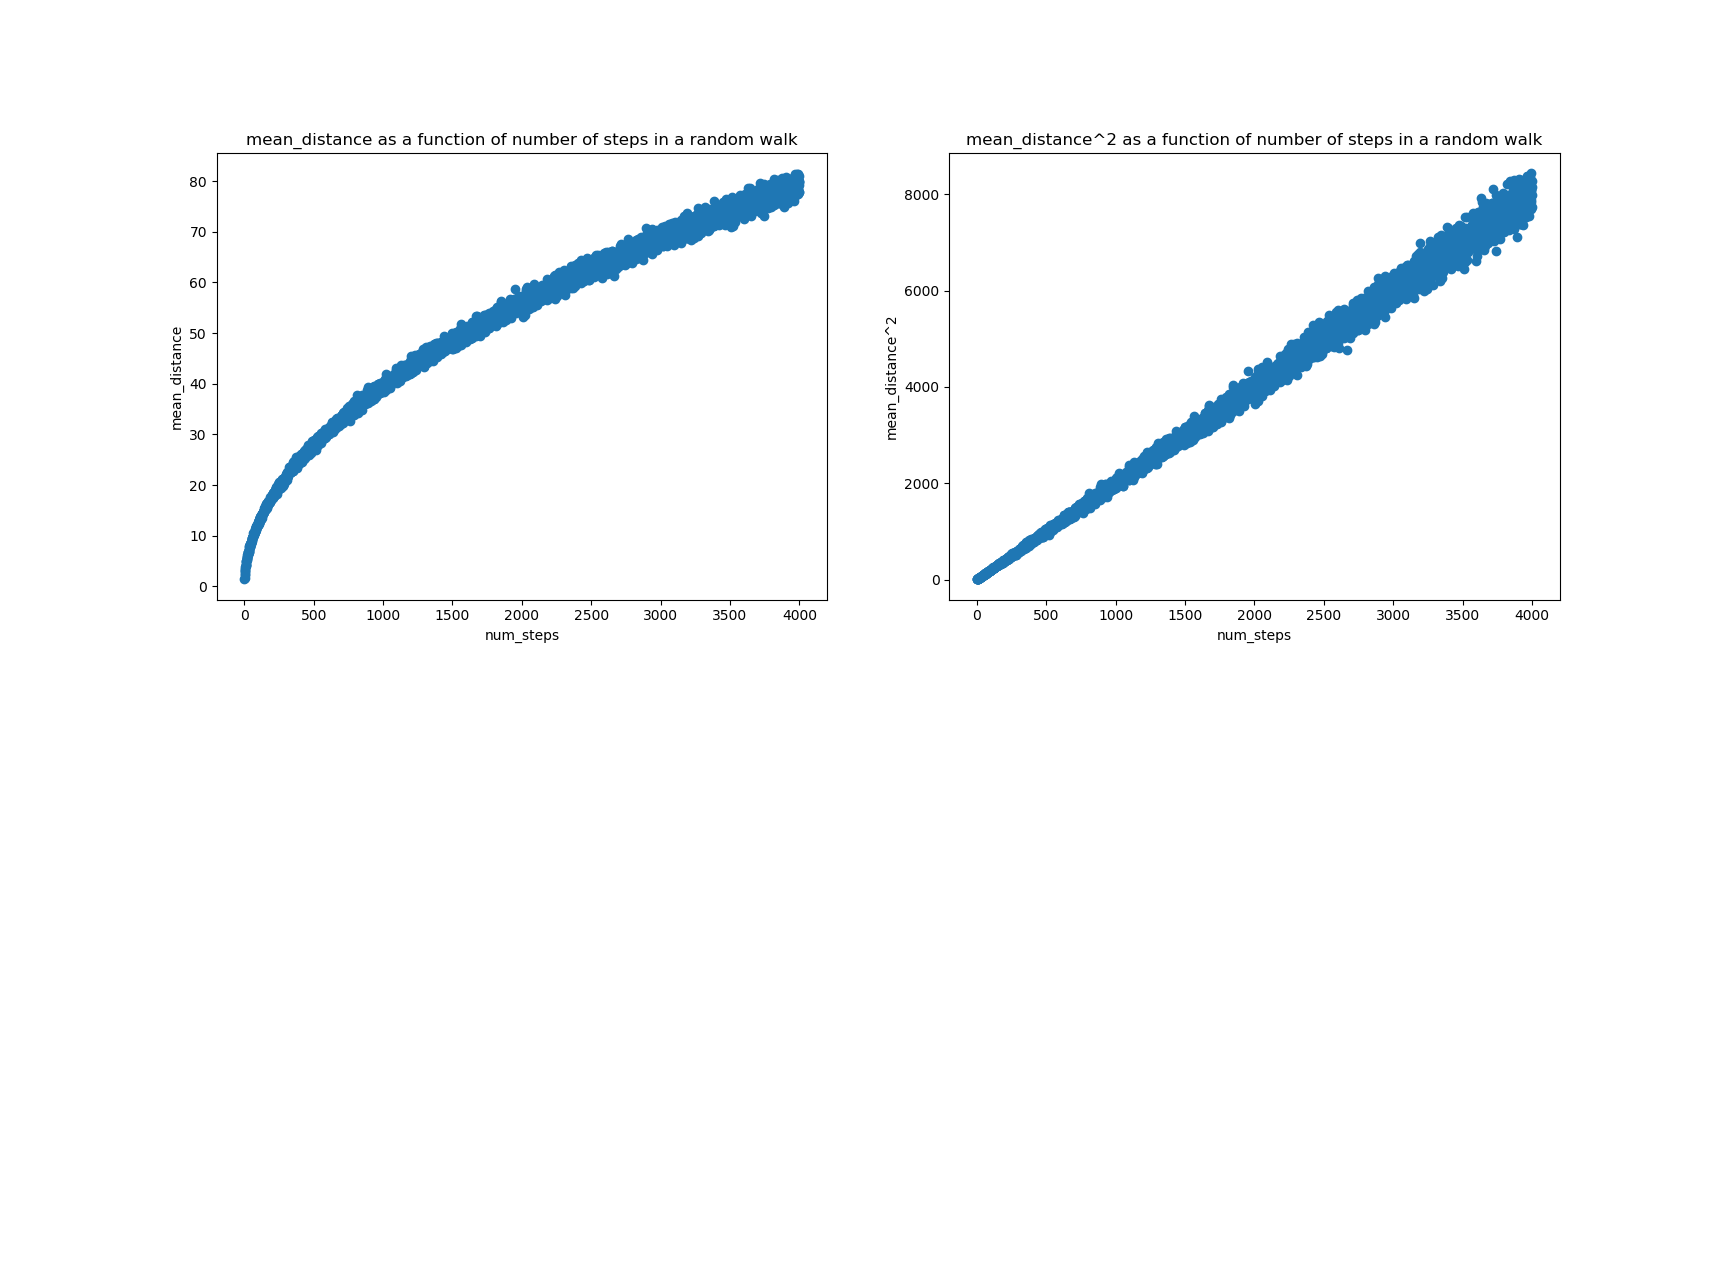 mean_distance as a function of number of steps in a random walk
mean_distance
80
70
60
50
40
30
20
10
0
0 500 1000 1500 2000 2500 3000 3500 4000
num_steps
mean_distance^2 as a function of number of steps in a random walk
mean_distance^2
8000
6000
4000
2000
0
0 500 1000 1500 2000 2500 3000 3500 4000
num_steps